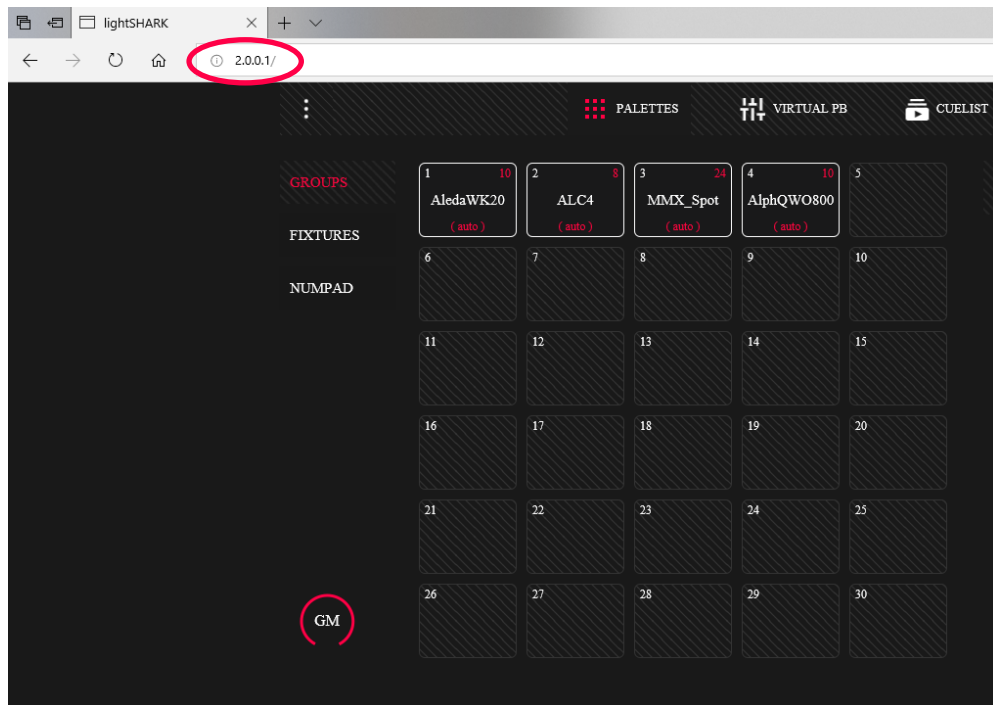 lightSHARK
2.0.0.1/
PALETTES
VIRTUAL PB
CUELIST
GROUPS
FIXTURES
NUMPAD
1 10
AledaWK20
( auto )
2 8
ALC4
( auto )
3 24
MMX_Spot
( auto )
4 10
AlphQWO800
( auto )
5
6 7 8 9 10
11 12 13 14 15
16 17 18 19 20
21 22 23 24 25
26 27 28 29 30
GM